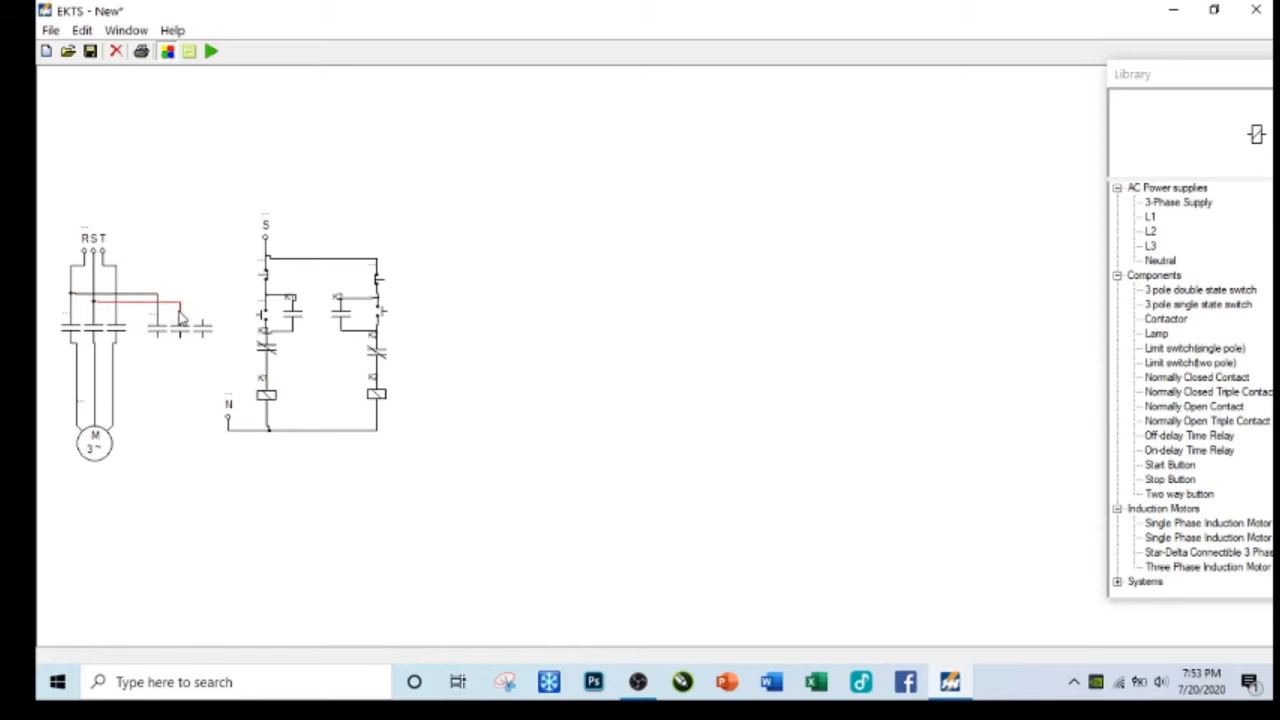 EKTS - New*
File Edit Window Help
Library
AC Power supplies
3-Phase Supply
L1
L2
L3
Neutral
Components
3 pole double state switch
3 pole single state switch
Contactor
Lamp
Limit switch(single pole)
Limit switch(two pole)
Normally Closed Contact
Normally Closed Triple Contac
Normally Open Contact
Normally Open Triple Contact
Off-delay Time Relay
On-delay Time Relay
Start Button
Stop Button
Two way button
Induction Motors
Single Phase Induction Motor
Single Phase Induction Motor
Star-Delta Connectible 3 Phase
Three Phase Induction Motor
Systems
R S T
S
K1
K1
K2
N
M
3 ~
Type here to search
7:53 PM
7/20/2020